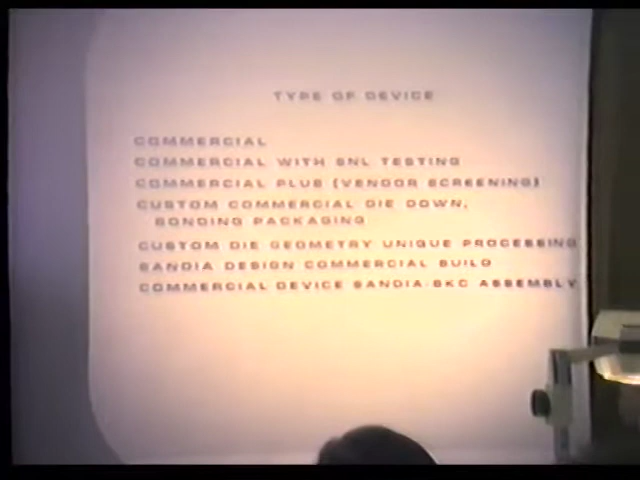 TYPE OF DEVICE
COMMERCIAL
COMMERCIAL WITH SNL TESTING
COMMERCIAL PLUS (VENDOR SCREENING)
CUSTOM COMMERCIAL DIE DOWN,
BONDING PACKAGING
CUSTOM DIE GEOMETRY UNIQUE PROCESSING
SANDIA DESIGN COMMERCIAL BUILD
COMMERCIAL DEVICE SANDIA-BKC ASSEMBLY